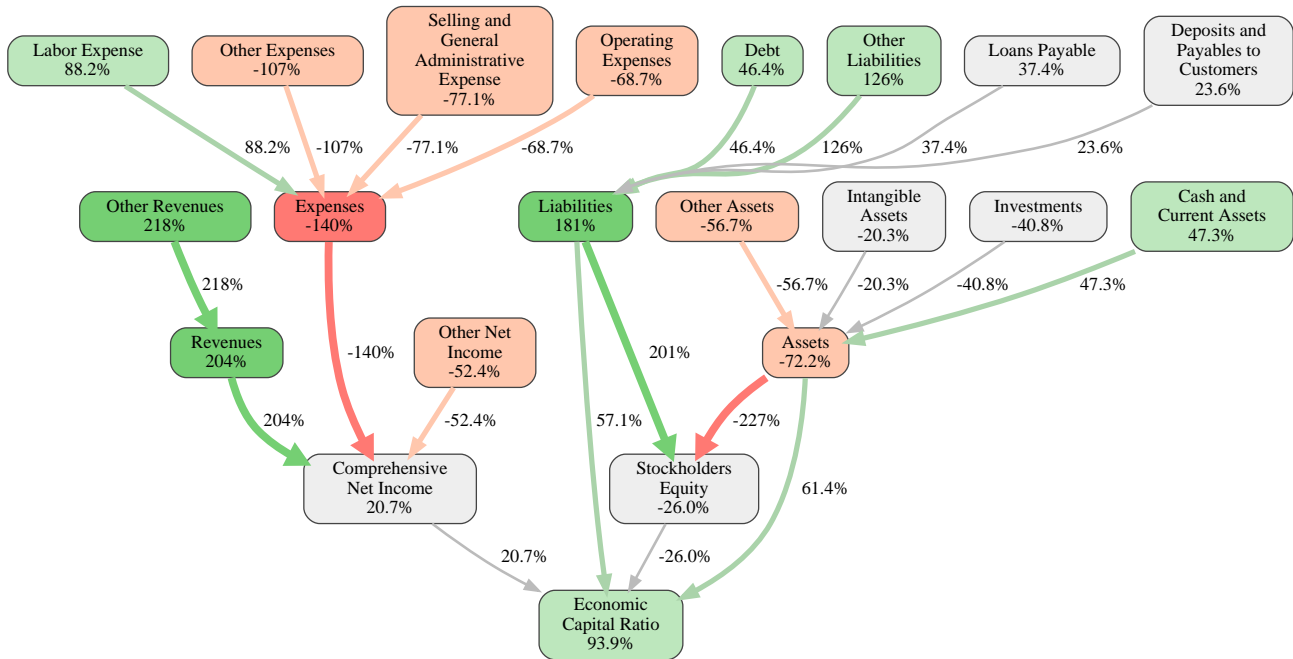 Labor Expense
88.2%
Other Expenses
-107%
Selling and
General
Administrative
Expense
-77.1%
Operating
Expenses
-68.7%
Debt
46.4%
Other
Liabilities
126%
Loans Payable
37.4%
Deposits and
Payables to
Customers
23.6%
88.2%
-107%
-77.1%
-68.7%
46.4%
126%
37.4%
23.6%
Other Revenues
218%
Expenses
-140%
Liabilities
181%
Other Assets
-56.7%
Intangible
Assets
-20.3%
Investments
-40.8%
Cash and
Current Assets
47.3%
218%
-56.7%
-20.3%
-40.8%
47.3%
Revenues
204%
-140%
Other Net
Income
-52.4%
201%
Assets
-72.2%
204%
-52.4%
57.1%
-227%
Comprehensive
Net Income
20.7%
Stockholders
Equity
-26.0%
61.4%
20.7%
-26.0%
Economic
Capital Ratio
93.9%